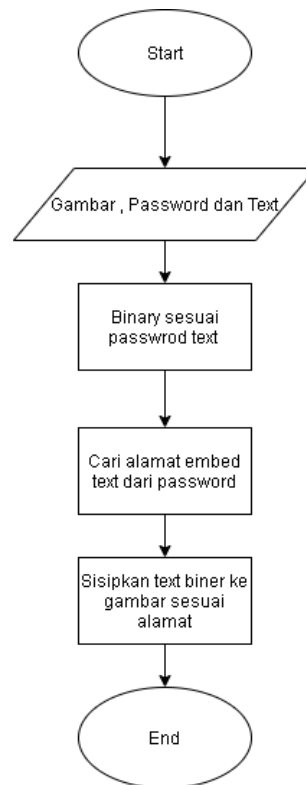 Start
Gambar , Password dan Text
Binary sesuai
passwrod text
Cari alamat embed
text dari password
Sisipkan text biner ke
gambar sesuai
alamat
End